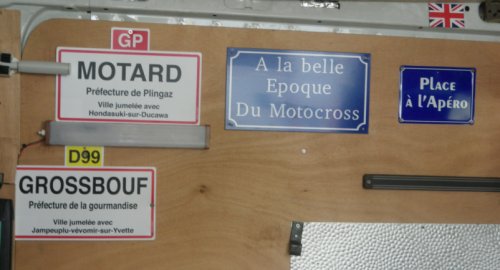 GP
MOTARD
Préfecture de Plingaz
Ville jumelée avec
Hondasuki-sur-Ducawa
A la belle
Epoque
Du Motocross
Place
à l'Apéro
D99
GROSSBOUF
Préfecture de la gourmandise
Ville jumelée avec
Jampeuplu-vévomir-sur-Yvette